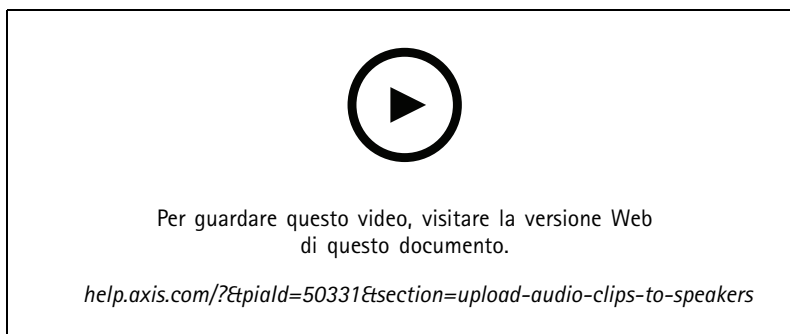 Per guardare questo video, visitare la versione Web
di questo documento.
help.axis.com/?&piaId=50331&section=upload-audio-clips-to-speakers